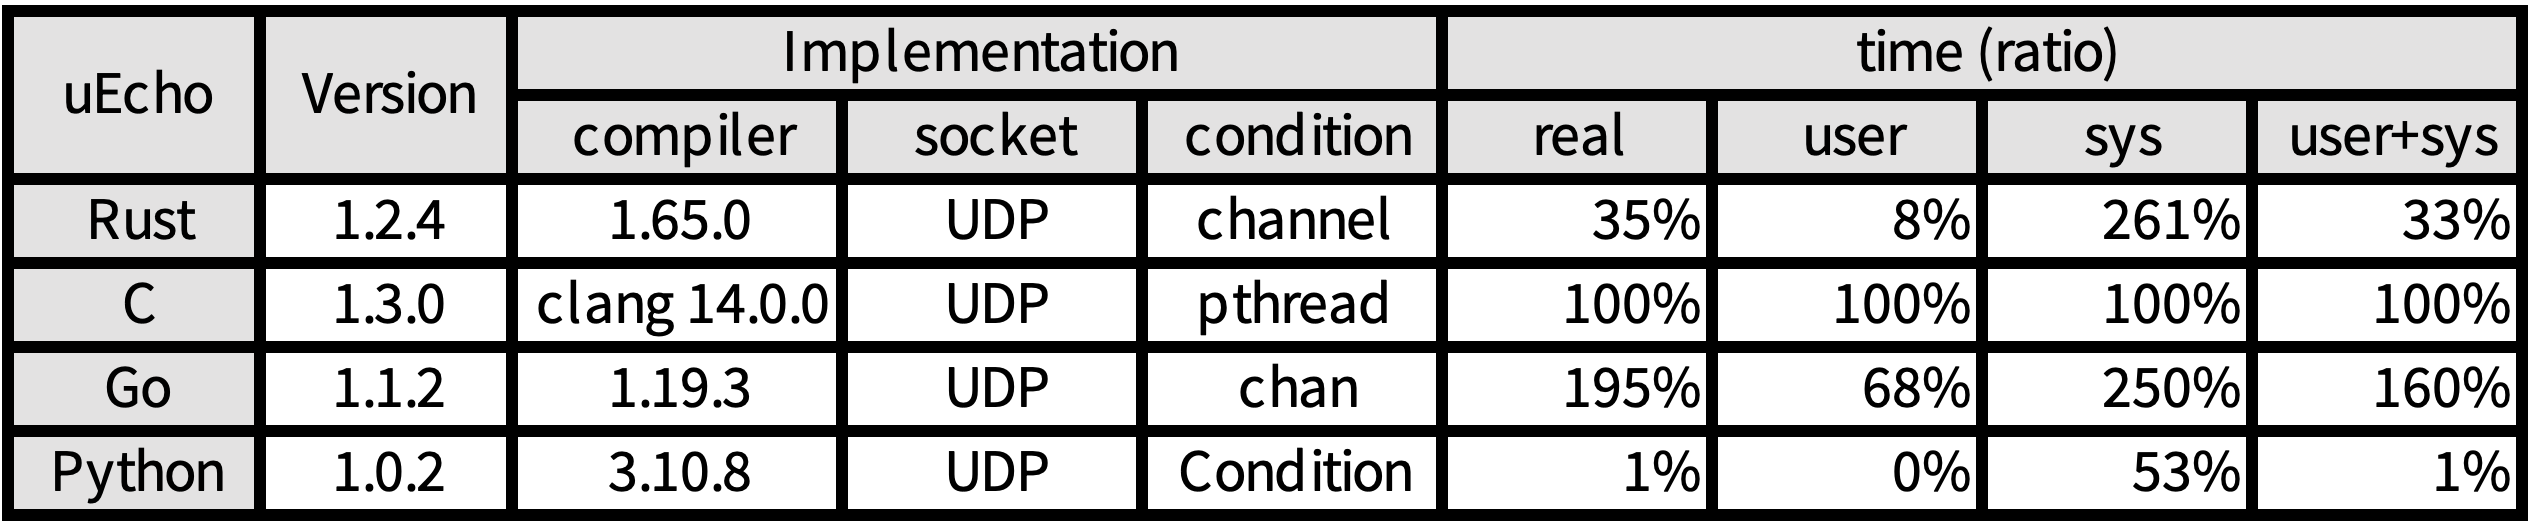 uEcho Version Implementation time (ratio)
compiler socket condition real user sys user+sys
Rust 1.2.4 1.65.0 UDP channel 35% 8% 261% 33%
C 1.3.0 clang 14.0.0 UDP pthread 100% 100% 100% 100%
Go 1.1.2 1.19.3 UDP chan 195% 68% 250% 160%
Python 1.0.2 3.10.8 UDP Condition 1% 0% 53% 1%